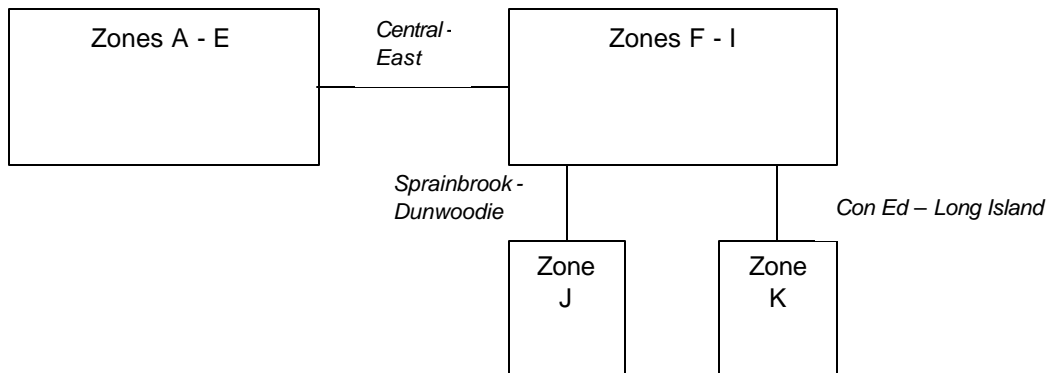 Zones A - E
Central -
East
Zones F - I
Sprainbrook -
Dunwoodie
Con Ed – Long Island
Zone
J
Zone
K